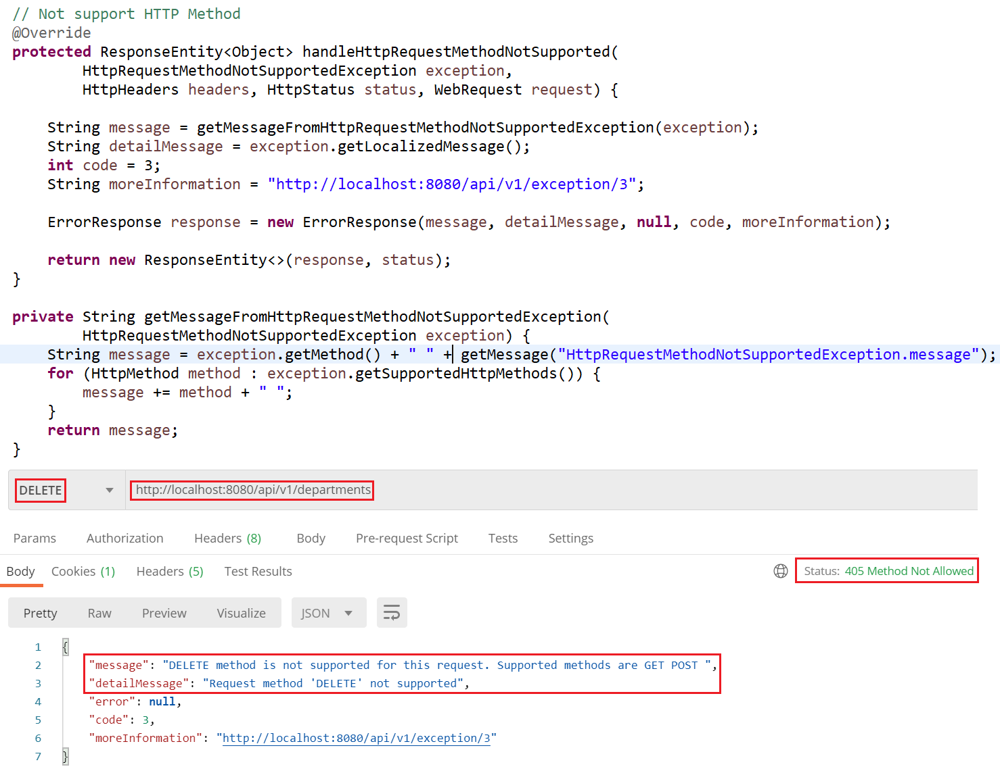 // Not support HTTP Method
@Override
protected ResponseEntity<Object> handleHttpRequestMethodNotSupported(
        HttpRequestMethodNotSupportedException exception,
        HttpHeaders headers, HttpStatus status, WebRequest request) {

    String message = getMessageFromHttpRequestMethodNotSupportedException(exception);
    String detailMessage = exception.getLocalizedMessage();
    int code = 3;
    String moreInformation = "http://localhost:8080/api/v1/exception/3";

    ErrorResponse response = new ErrorResponse(message, detailMessage, null, code, moreInformation);

    return new ResponseEntity<>(response, status);
}

private String getMessageFromHttpRequestMethodNotSupportedException(
        HttpRequestMethodNotSupportedException exception) {
    String message = exception.getMethod() + " " + getMessage("HttpRequestMethodNotSupportedException.message");
    for (HttpMethod method : exception.getSupportedHttpMethods()) {
        message += method + " ";
    }
    return message;
}
DELETE http://localhost:8080/api/v1/departments
Params Authorization Headers (8) Body Pre-request Script Tests Settings
Body Cookies (1) Headers (5) Test Results Status: 405 Method Not Allowed
Pretty Raw Preview Visualize JSON
1 {
2 "message": "DELETE method is not supported for this request. Supported methods are GET POST ",
3 "detailMessage": "Request method 'DELETE' not supported",
4 "error": null,
5 "code": 3,
6 "moreInformation": "http://localhost:8080/api/v1/exception/3"
7 }